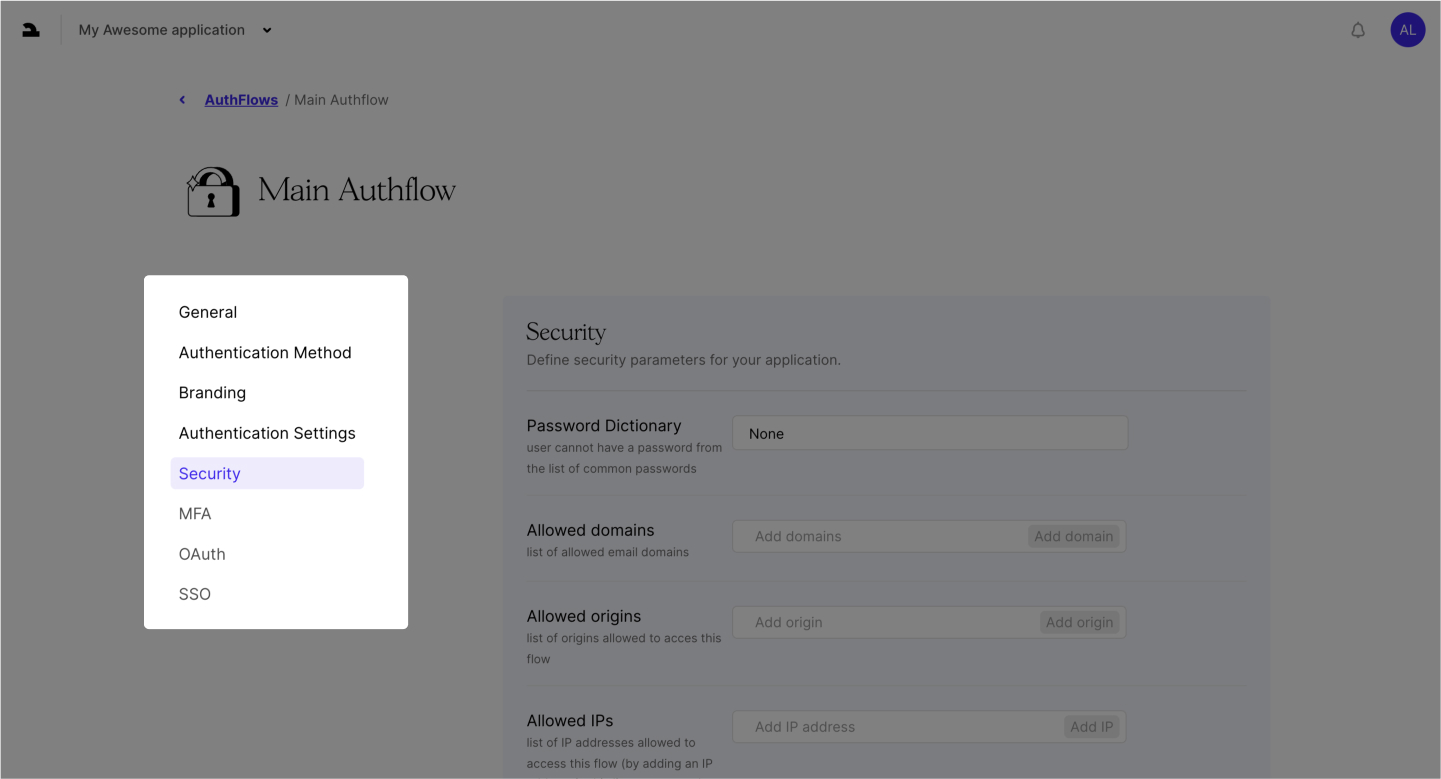 My Awesome application
AL
AuthFlows / Main Authflow
Main Authflow
General
Authentication Method
Branding
Authentication Settings
Security
MFA
OAuth
SSO
Security
Define security parameters for your application.
Password Dictionary
user cannot have a password from
the list of common passwords
None
Allowed domains
list of allowed email domains
Add domains
Add domain
Allowed origins
list of origins allowed to acces this
flow
Add origin
Add origin
Allowed IPs
list of IP addresses allowed to
access this flow (by adding an IP
Add IP address
Add IP